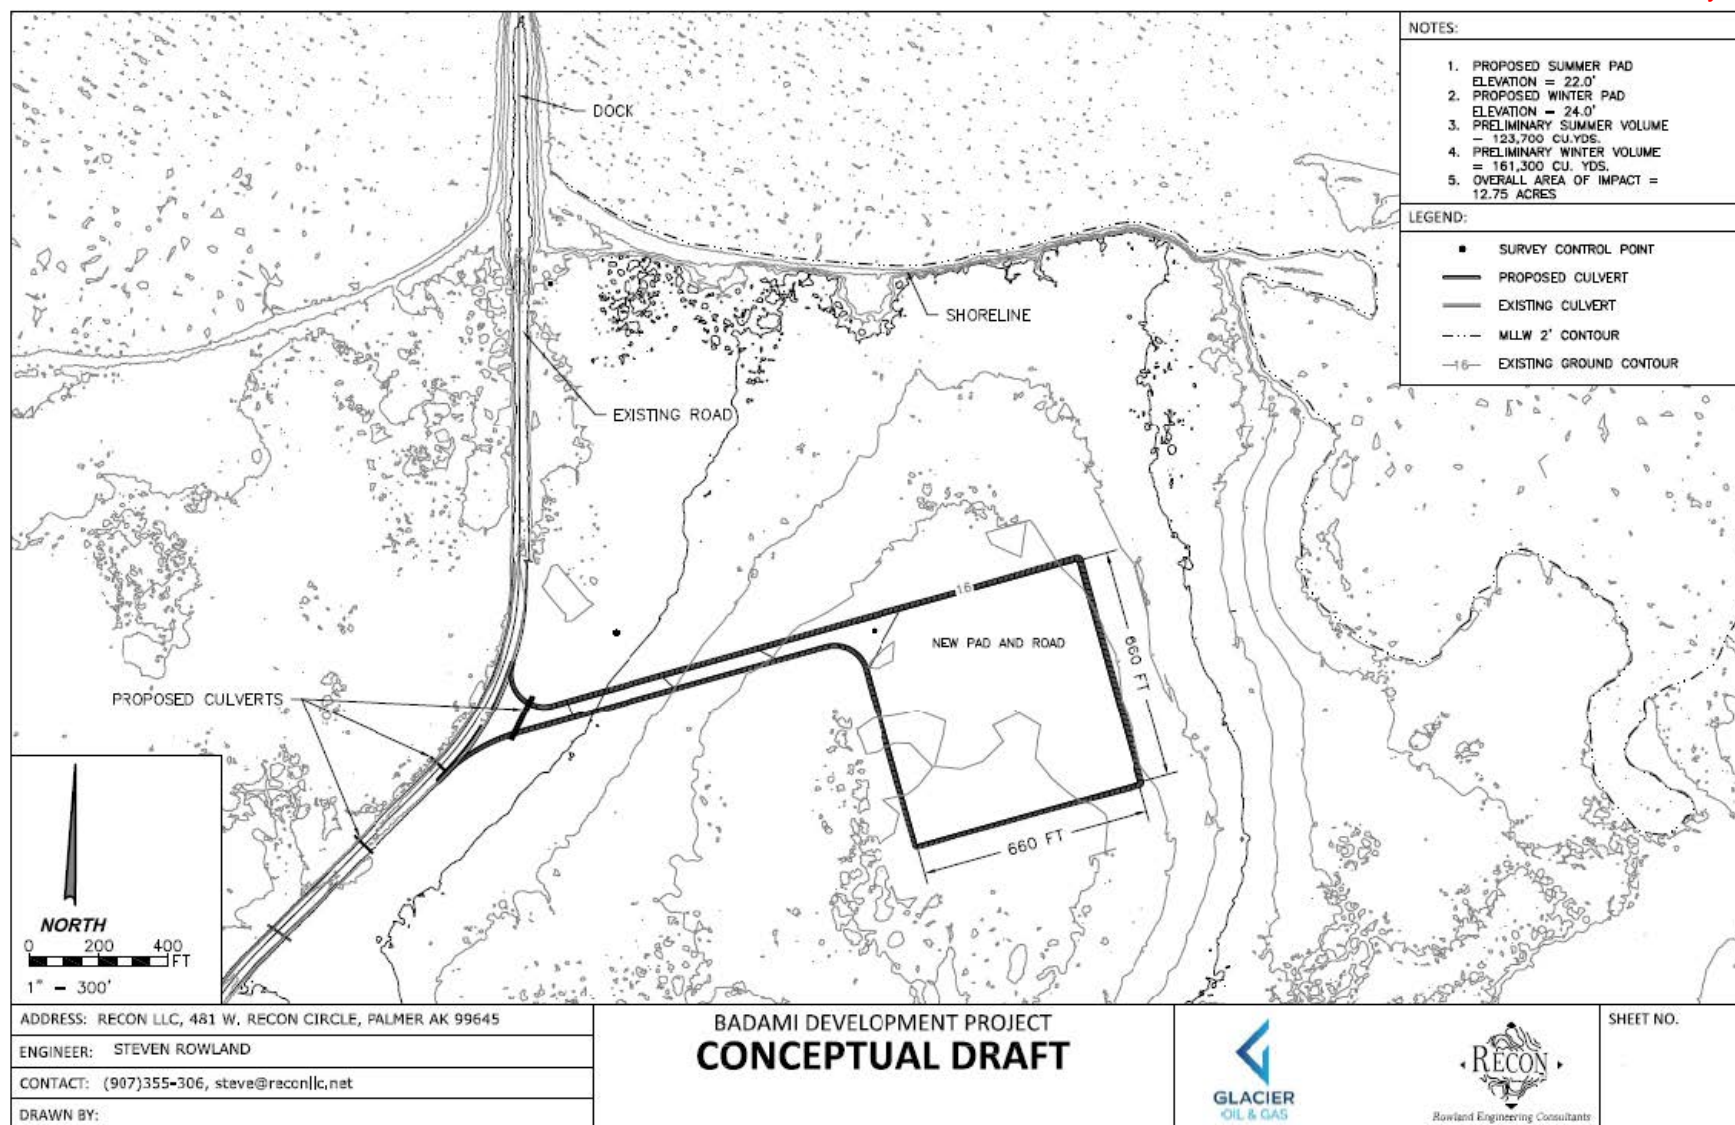 NOTES:
1. PROPOSED SUMMER PAD
ELEVATION = 22.0'
2. PROPOSED WINTER PAD
ELEVATION = 24.0'
3. PRELIMINARY SUMMER VOLUME
= 123,700 CU.YDS.
4. PRELIMINARY WINTER VOLUME
= 161,300 CU. YDS.
5. OVERALL AREA OF IMPACT =
12.75 ACRES
LEGEND:
SURVEY CONTROL POINT
PROPOSED CULVERT
EXISTING CULVERT
MLLW 2' CONTOUR
16 EXISTING GROUND CONTOUR
DOCK
SHORELINE
EXISTING ROAD
16
NEW PAD AND ROAD
660 FT
PROPOSED CULVERTS
660 FT
NORTH
0 200 400
FT
1" = 300'
ADDRESS: RECON LLC, 481 W. RECON CIRCLE, PALMER AK 99645
ENGINEER: STEVEN ROWLAND
CONTACT: (907)355-306, steve@reconllc.net
DRAWN BY:
BADAMI DEVELOPMENT PROJECT
CONCEPTUAL DRAFT
GLACIER
OIL & GAS
RECON
Rowland Engineering Consultants
SHEET NO.